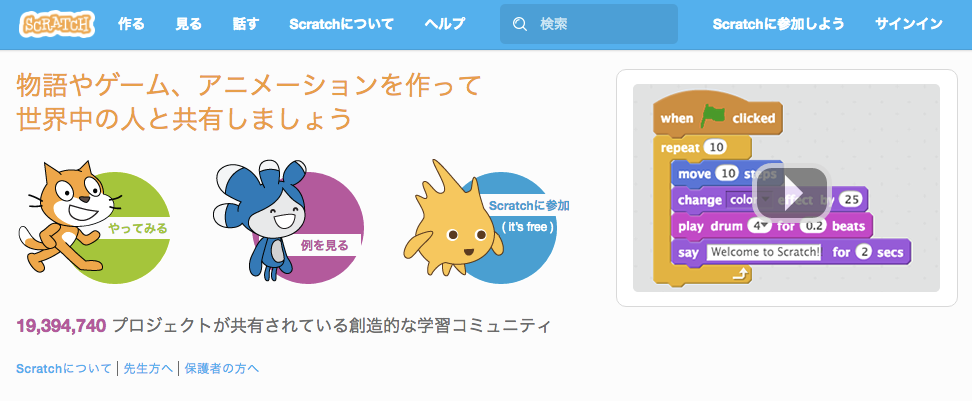 SCRATCH 作る 見る 話す Scratchについて ヘルプ 検索 Scratchに参加しよう サインイン
物語やゲーム、アニメーションを作って
世界中の人と共有しましょう
やってみる
例を見る
Scratchに参加
( it's free )
when clicked
repeat 10
move 10 steps
change color effect by 25
play drum 4 for 0.2 beats
say Welcome to Scratch! for 2 secs
19,394,740 プロジェクトが共有されている創造的な学習コミュニティ
Scratchについて | 先生方へ | 保護者の方へ